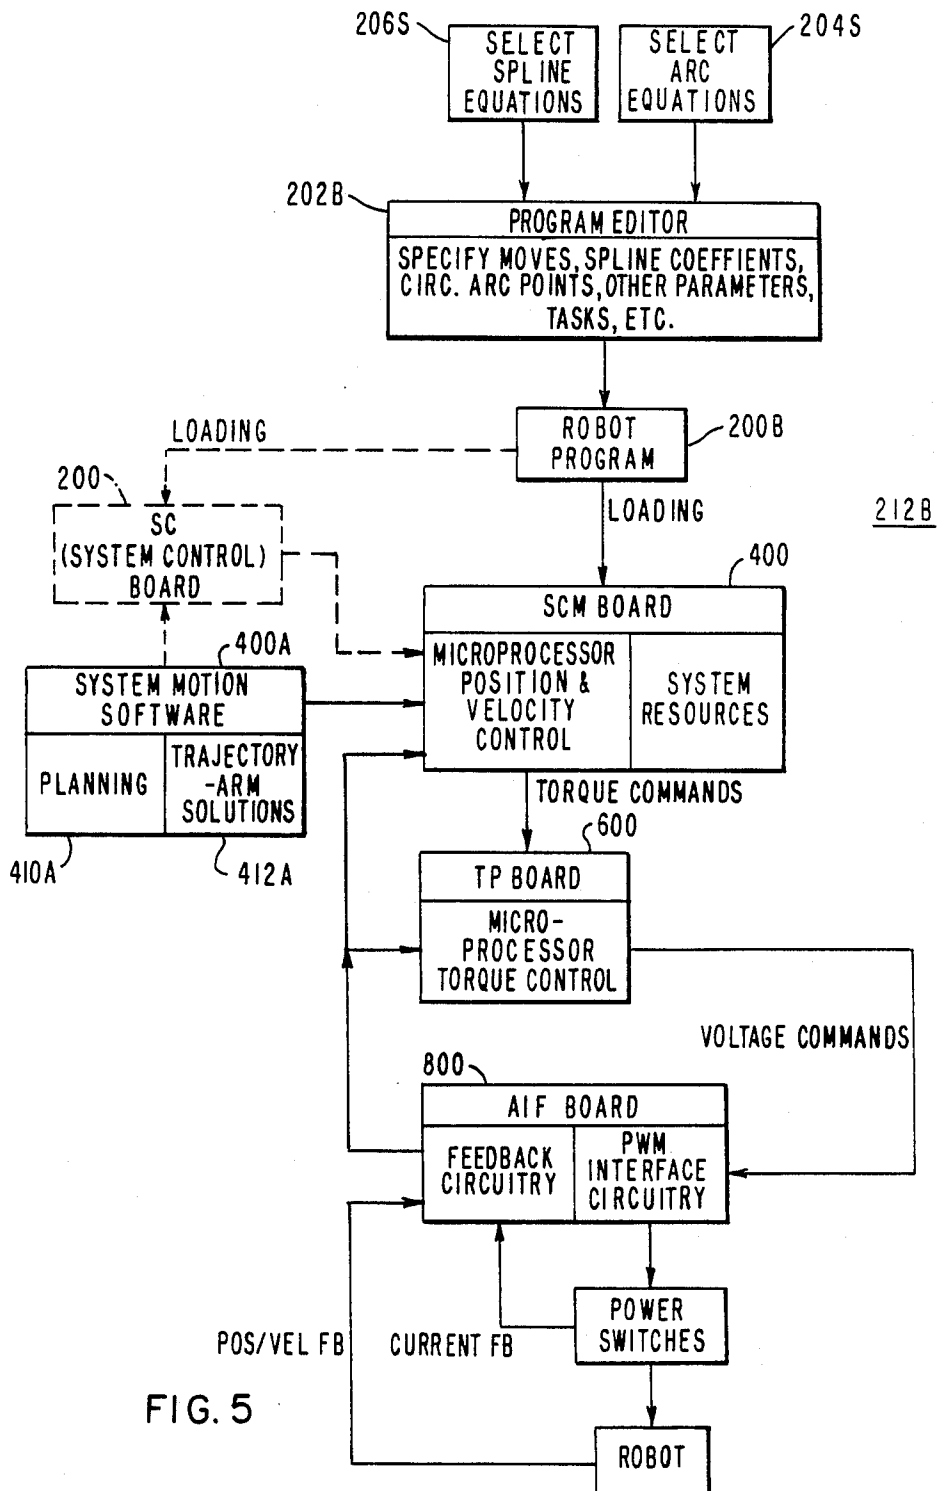 206S
204S
SELECT
SPLINE
EQUATIONS
SELECT
ARC
EQUATIONS
202B
PROGRAM EDITOR
SPECIFY MOVES, SPLINE COEFFIENTS,
CIRC. ARC POINTS, OTHER PARAMETERS,
TASKS, ETC.
LOADING
ROBOT
PROGRAM
200B
200
LOADING
212B
SC
(SYSTEM CONTROL)
BOARD
400
SCM BOARD
400A
MICROPROCESSOR
POSITION &
VELOCITY
CONTROL
SYSTEM
RESOURCES
SYSTEM MOTION
SOFTWARE
PLANNING
TRAJECTORY
-ARM
SOLUTIONS
410A
412A
TORQUE COMMANDS
600
TP BOARD
MICRO-
PROCESSOR
TORQUE CONTROL
VOLTAGE COMMANDS
800
AIF BOARD
FEEDBACK
CIRCUITRY
PWM
INTERFACE
CIRCUITRY
POWER
SWITCHES
POS/VEL FB
CURRENT FB
FIG. 5
ROBOT